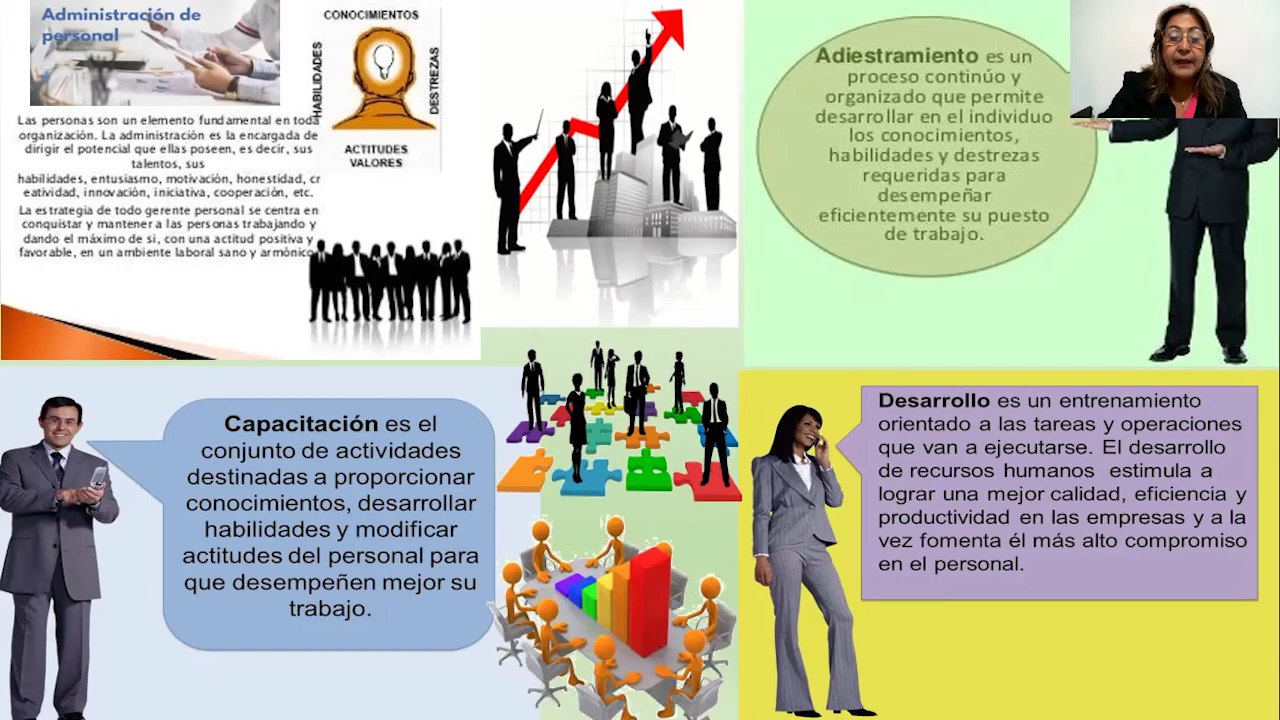 Administración de
personal
Las personas son un elemento fundamental en toda
organización. La administración es la encargada de
dirigir el potencial que ellas poseen, es decir, sus
talentos, sus
habilidades, entusiasmo, motivación, honestidad, cr
eatividad, innovación, iniciativa, cooperación, etc.
La estrategia de todo gerente personal se centra en
conquistar y mantener a las personas trabajando y
dando el máximo de si, con una actitud positiva y
favorable, en un ambiente laboral sano y armónico
CONOCIMIENTOS
HABILIDADES
DESTREZAS
ACTITUDES
VALORES
Adiestramiento es un
proceso continúo y
organizado que permite
desarrollar en el individuo
los conocimientos,
habilidades y destrezas
requeridas para
desempeñar
eficientemente su puesto
de trabajo.
Capacitación es el
conjunto de actividades
destinadas a proporcionar
conocimientos, desarrollar
habilidades y modificar
actitudes del personal para
que desempeñen mejor su
trabajo.
Desarrollo es un entrenamiento
orientado a las tareas y operaciones
que van a ejecutarse. El desarrollo
de recursos humanos estimula a
lograr una mejor calidad, eficiencia y
productividad en las empresas y a la
vez fomenta él más alto compromiso
en el personal.